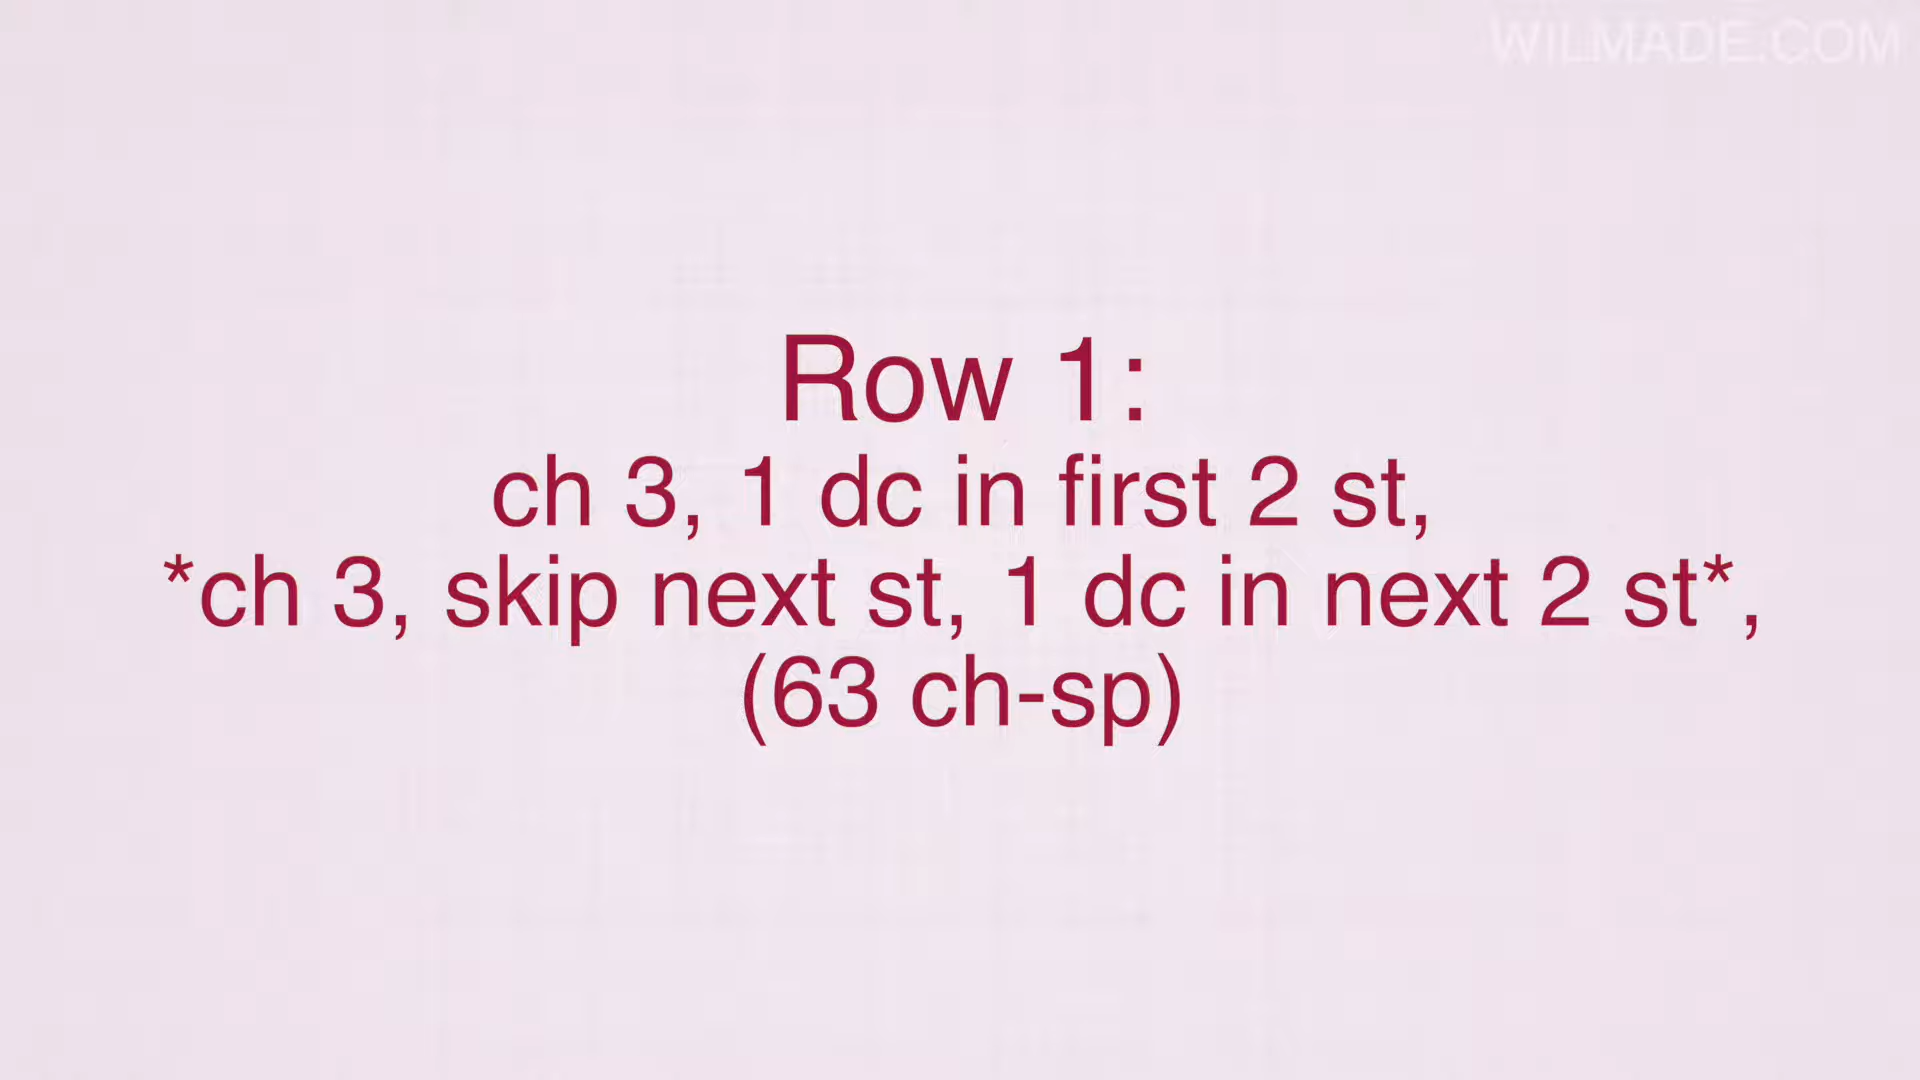 WILMADE.COM
Row 1:
ch 3, 1 dc in first 2 st,
*ch 3, skip next st, 1 dc in next 2 st*,
(63 ch-sp)